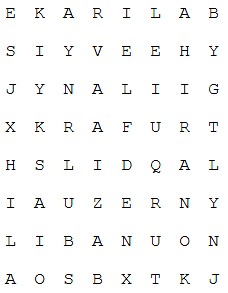 E K A R I L A B
S I Y V E E H Y
J Y N A L I I G
X K R A F U R T
H S L I D Q A L
I A U Z E R N Y
L I B A N U O N
A O S B X T K J